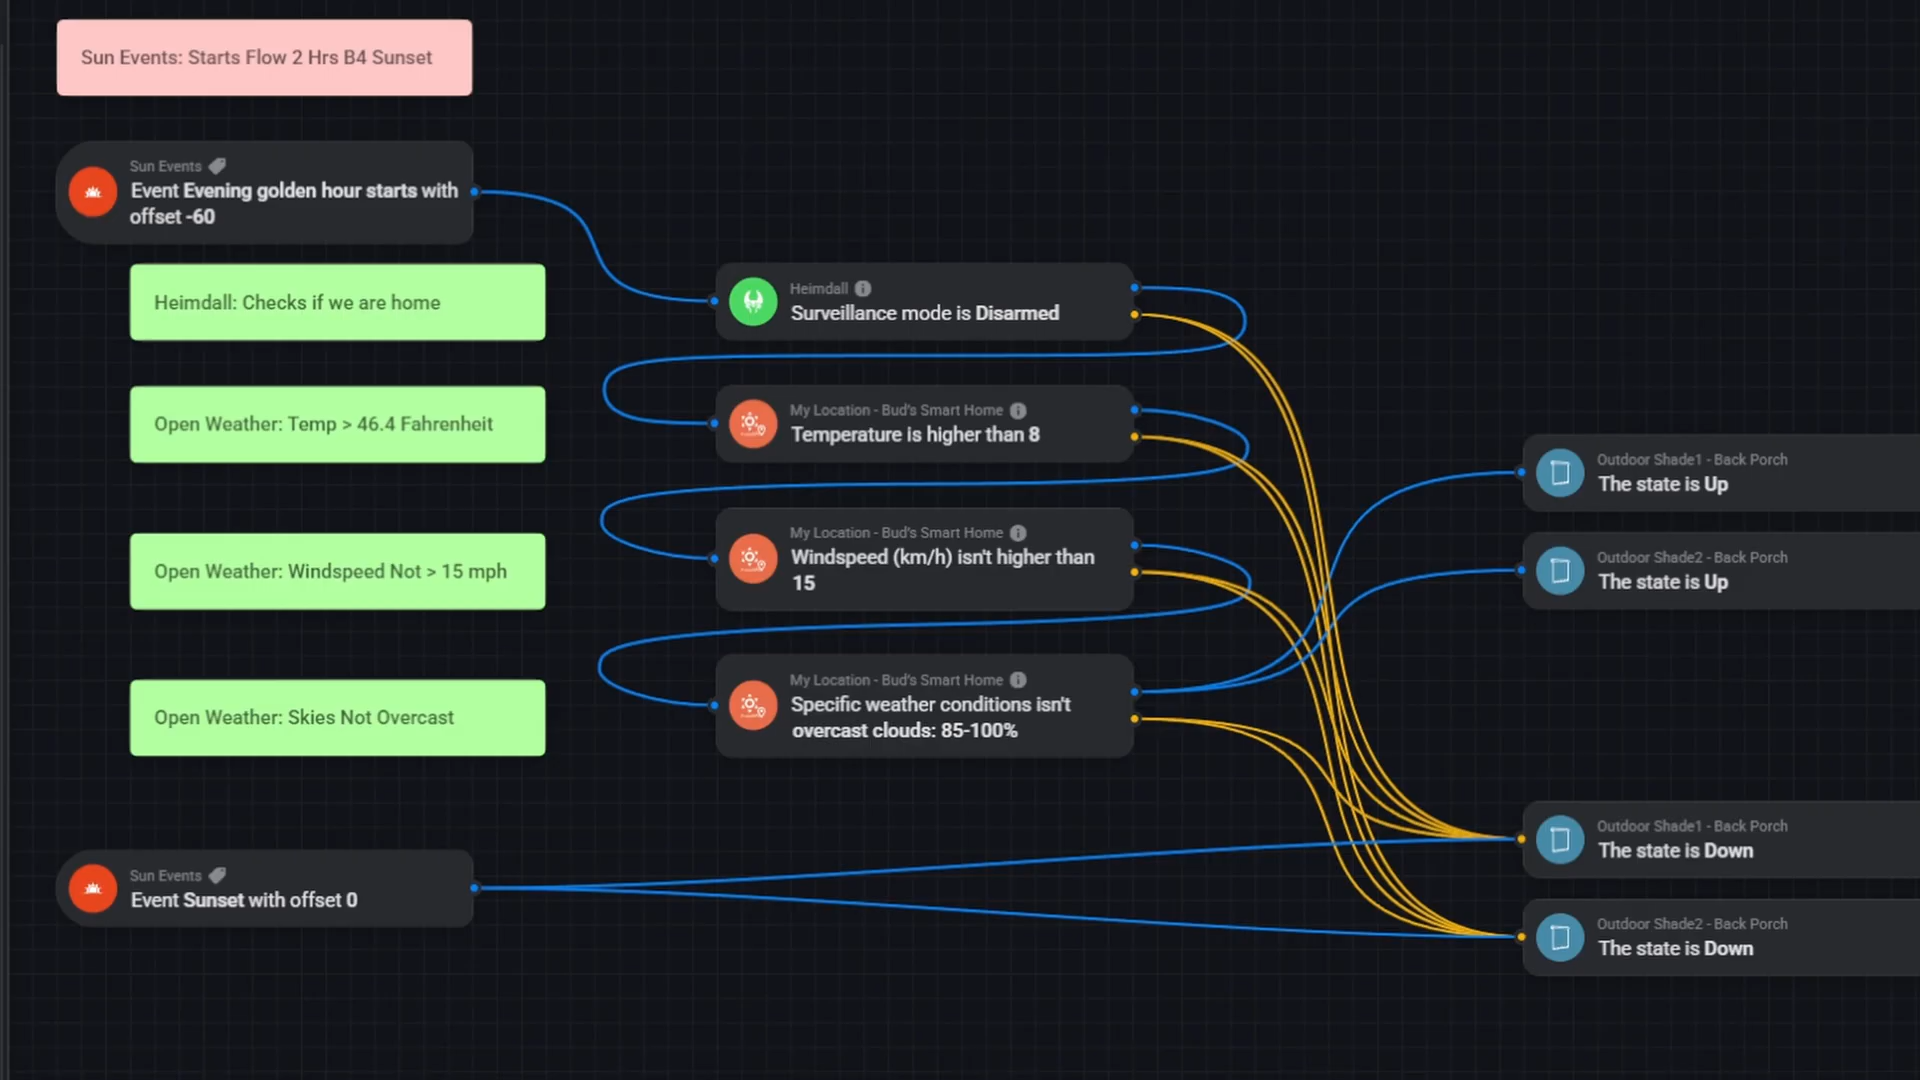 Sun Events: Starts Flow 2 Hrs B4 Sunset
Sun Events
Event Evening golden hour starts with
offset -60
Heimdall: Checks if we are home
Heimdall
Surveillance mode is Disarmed
Open Weather: Temp > 46.4 Fahrenheit
My Location - Bud's Smart Home
Temperature is higher than 8
Outdoor Shade1 - Back Porch
The state is Up
Open Weather: Windspeed Not > 15 mph
My Location - Bud's Smart Home
Windspeed (km/h) isn't higher than
15
Outdoor Shade2 - Back Porch
The state is Up
Open Weather: Skies Not Overcast
My Location - Bud's Smart Home
Specific weather conditions isn't
overcast clouds: 85-100%
Sun Events
Event Sunset with offset 0
Outdoor Shade1 - Back Porch
The state is Down
Outdoor Shade2 - Back Porch
The state is Down